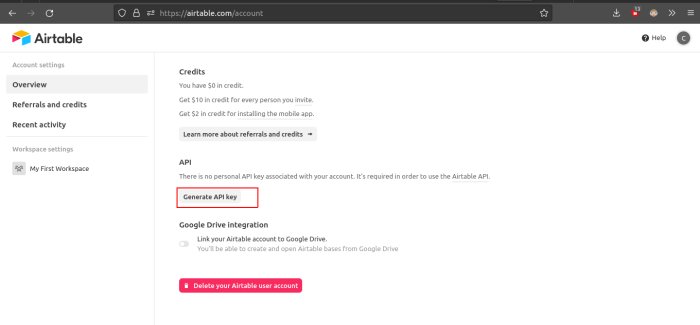 https://airtable.com/account
13
Airtable
Help
C
Account settings
Overview
Referrals and credits
Recent activity
Workspace settings
My First Workspace
Credits
You have $0 in credit.
Get $10 in credit for every person you invite.
Get $2 in credit for installing the mobile app.
Learn more about referrals and credits →
API
There is no personal API key associated with your account. It's required in order to use the Airtable API.
Generate API key
Google Drive integration
Link your Airtable account to Google Drive.
You'll be able to create and open Airtable bases from Google Drive
Delete your Airtable user account